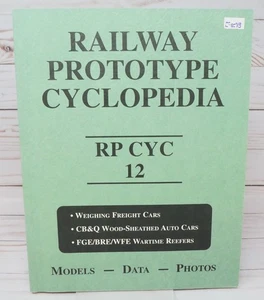 RAILWAY
PROTOTYPE
CYCLOPEDIA
RP CYC
12
• WEIGHING FREIGHT CARS
• CB&Q WOOD-SHEATHED AUTO CARS
• FGE/BRE/WFE WARTIME REEFERS
MODELS — DATA — PHOTOS